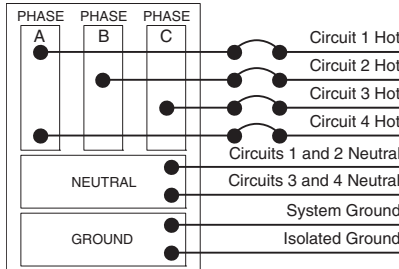 PHASE PHASE PHASE
A B C
Circuit 1 Hot
Circuit 2 Hot
Circuit 3 Hot
Circuit 4 Hot
Circuits 1 and 2 Neutral
NEUTRAL
Circuits 3 and 4 Neutral
System Ground
GROUND
Isolated Ground